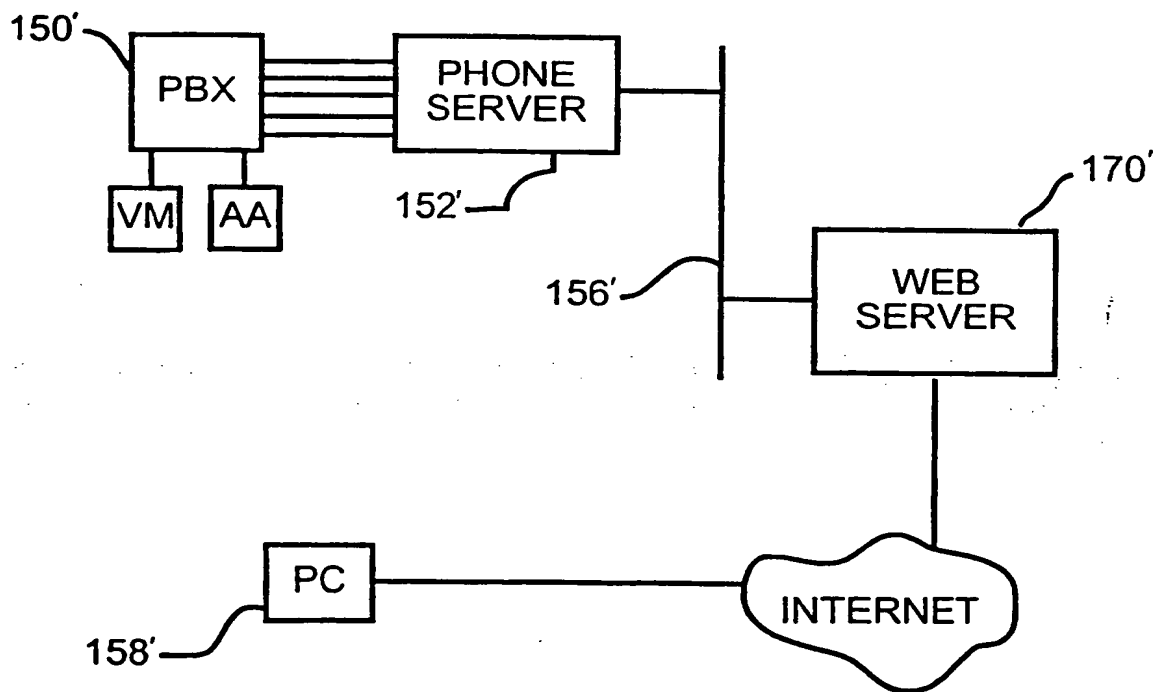 150′
PBX
PHONE
SERVER
152′
VM
AA
170′
156′
WEB
SERVER
PC
INTERNET
158′